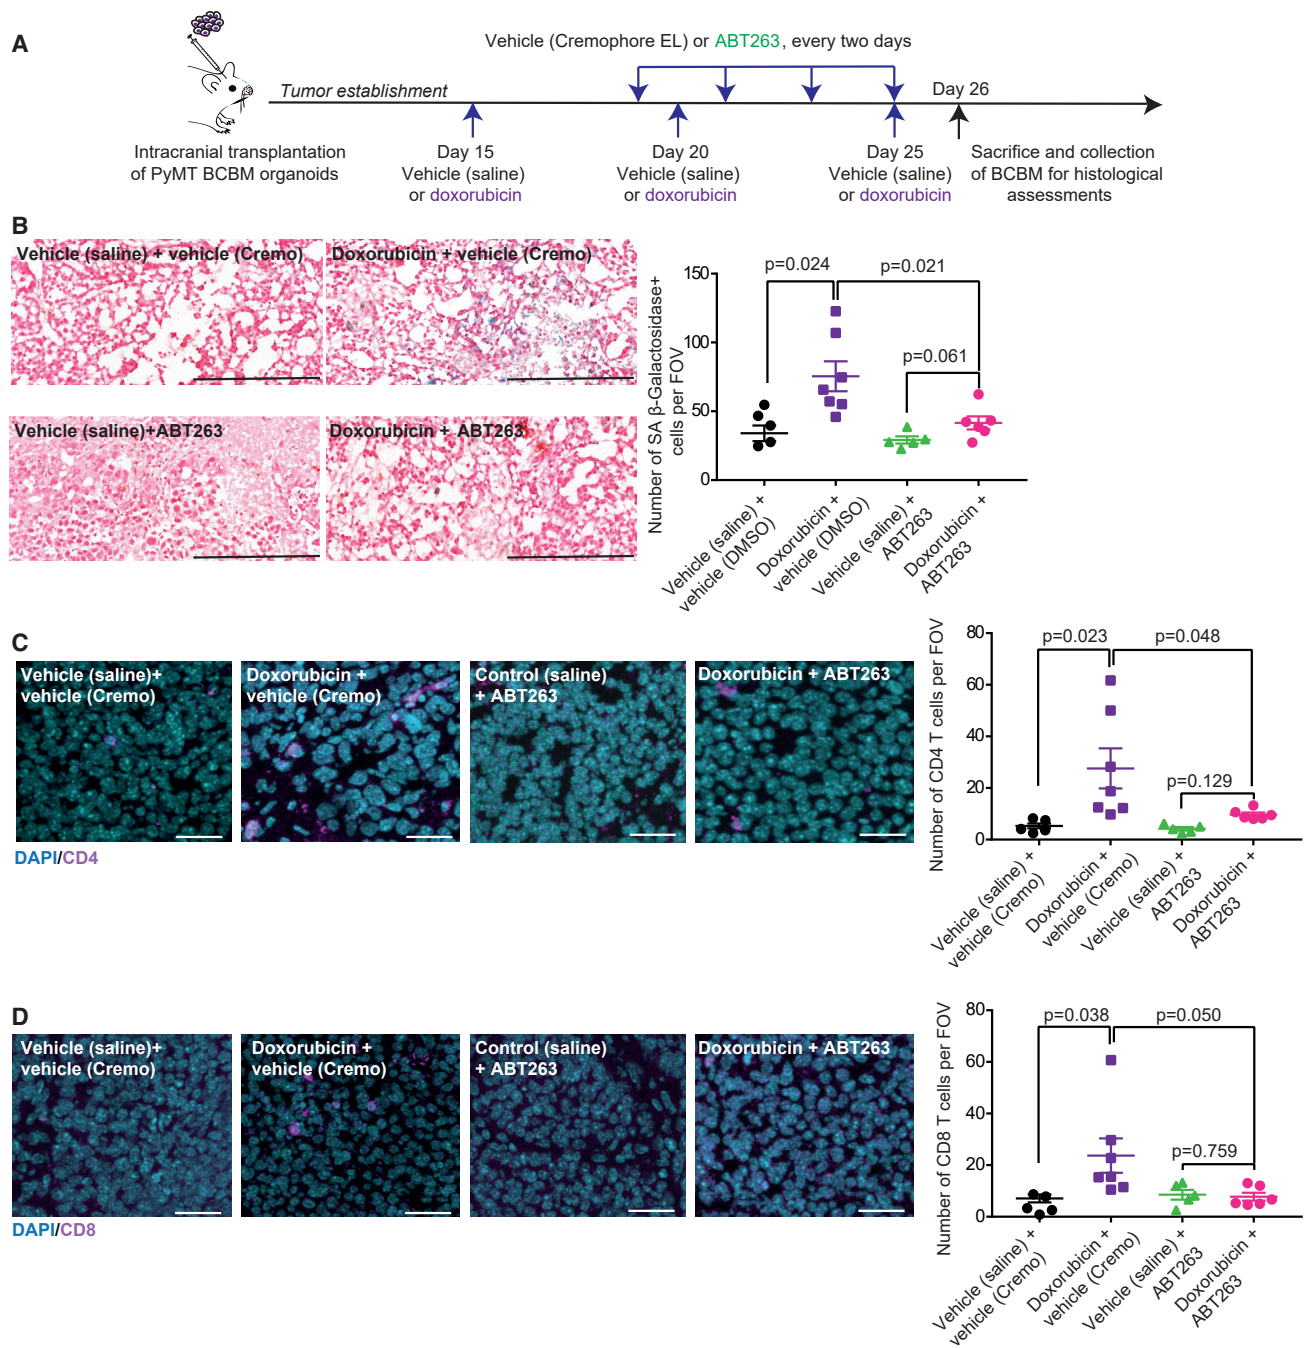 A
Vehicle (Cremophore EL) or ABT263, every two days
Tumor establishment
Day 26
Intracranial transplantation
of PyMT BCBM organoids
Day 15
Vehicle (saline)
or doxorubicin
Day 20
Vehicle (saline)
or doxorubicin
Day 25
Vehicle (saline)
or doxorubicin
Sacrifice and collection
of BCBM for histological
assessments
B
Vehicle (saline) + vehicle (Cremo)
Doxorubicin + vehicle (Cremo)
Vehicle (saline)+ABT263
Doxorubicin + ABT263
Number of SA β-Galactosidase+
cells per FOV
150
100
50
0
p=0.024
p=0.021
p=0.061
Vehicle (saline) +
vehicle (DMSO)
Doxorubicin +
vehicle (DMSO)
Vehicle (saline) +
ABT263
Doxorubicin +
ABT263
C
Vehicle (saline)+
vehicle (Cremo)
Doxorubicin +
vehicle (Cremo)
Control (saline)
+ ABT263
Doxorubicin + ABT263
DAPI/CD4
Number of CD4 T cells per FOV
80
60
40
20
0
p=0.023
p=0.048
p=0.129
Vehicle (saline) +
vehicle (Cremo)
Doxorubicin +
vehicle (Cremo)
Vehicle (saline) +
ABT263
Doxorubicin +
ABT263
D
Vehicle (saline)+
vehicle (Cremo)
Doxorubicin +
vehicle (Cremo)
Control (saline)
+ ABT263
Doxorubicin + ABT263
DAPI/CD8
Number of CD8 T cells per FOV
80
60
40
20
0
p=0.038
p=0.050
p=0.759
Vehicle (saline) +
vehicle (Cremo)
Doxorubicin +
vehicle (Cremo)
Vehicle (saline) +
ABT263
Doxorubicin +
ABT263